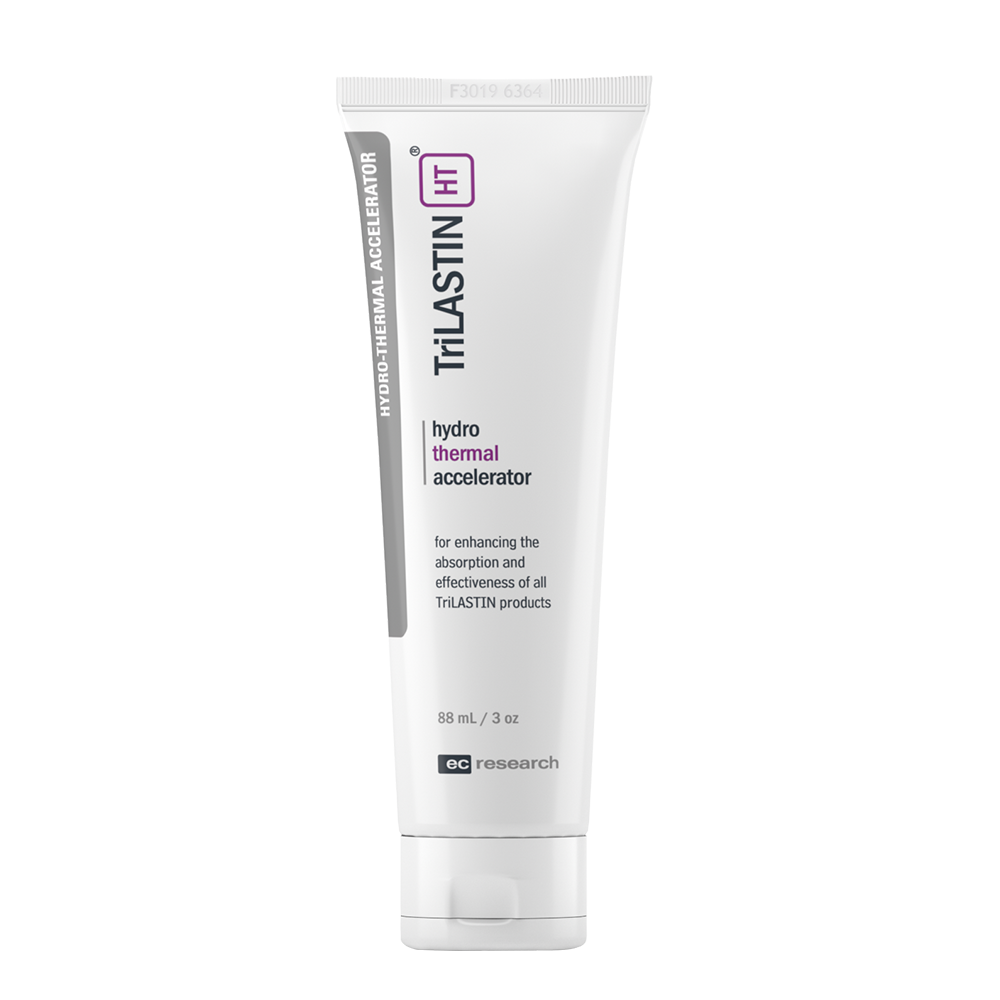 F3019 6364
HYDRO-THERMAL ACCELERATOR
TriLASTIN HT®
hydro
thermal
accelerator
for enhancing the
absorption and
effectiveness of all
TriLASTIN products
88 mL / 3 oz
ec research